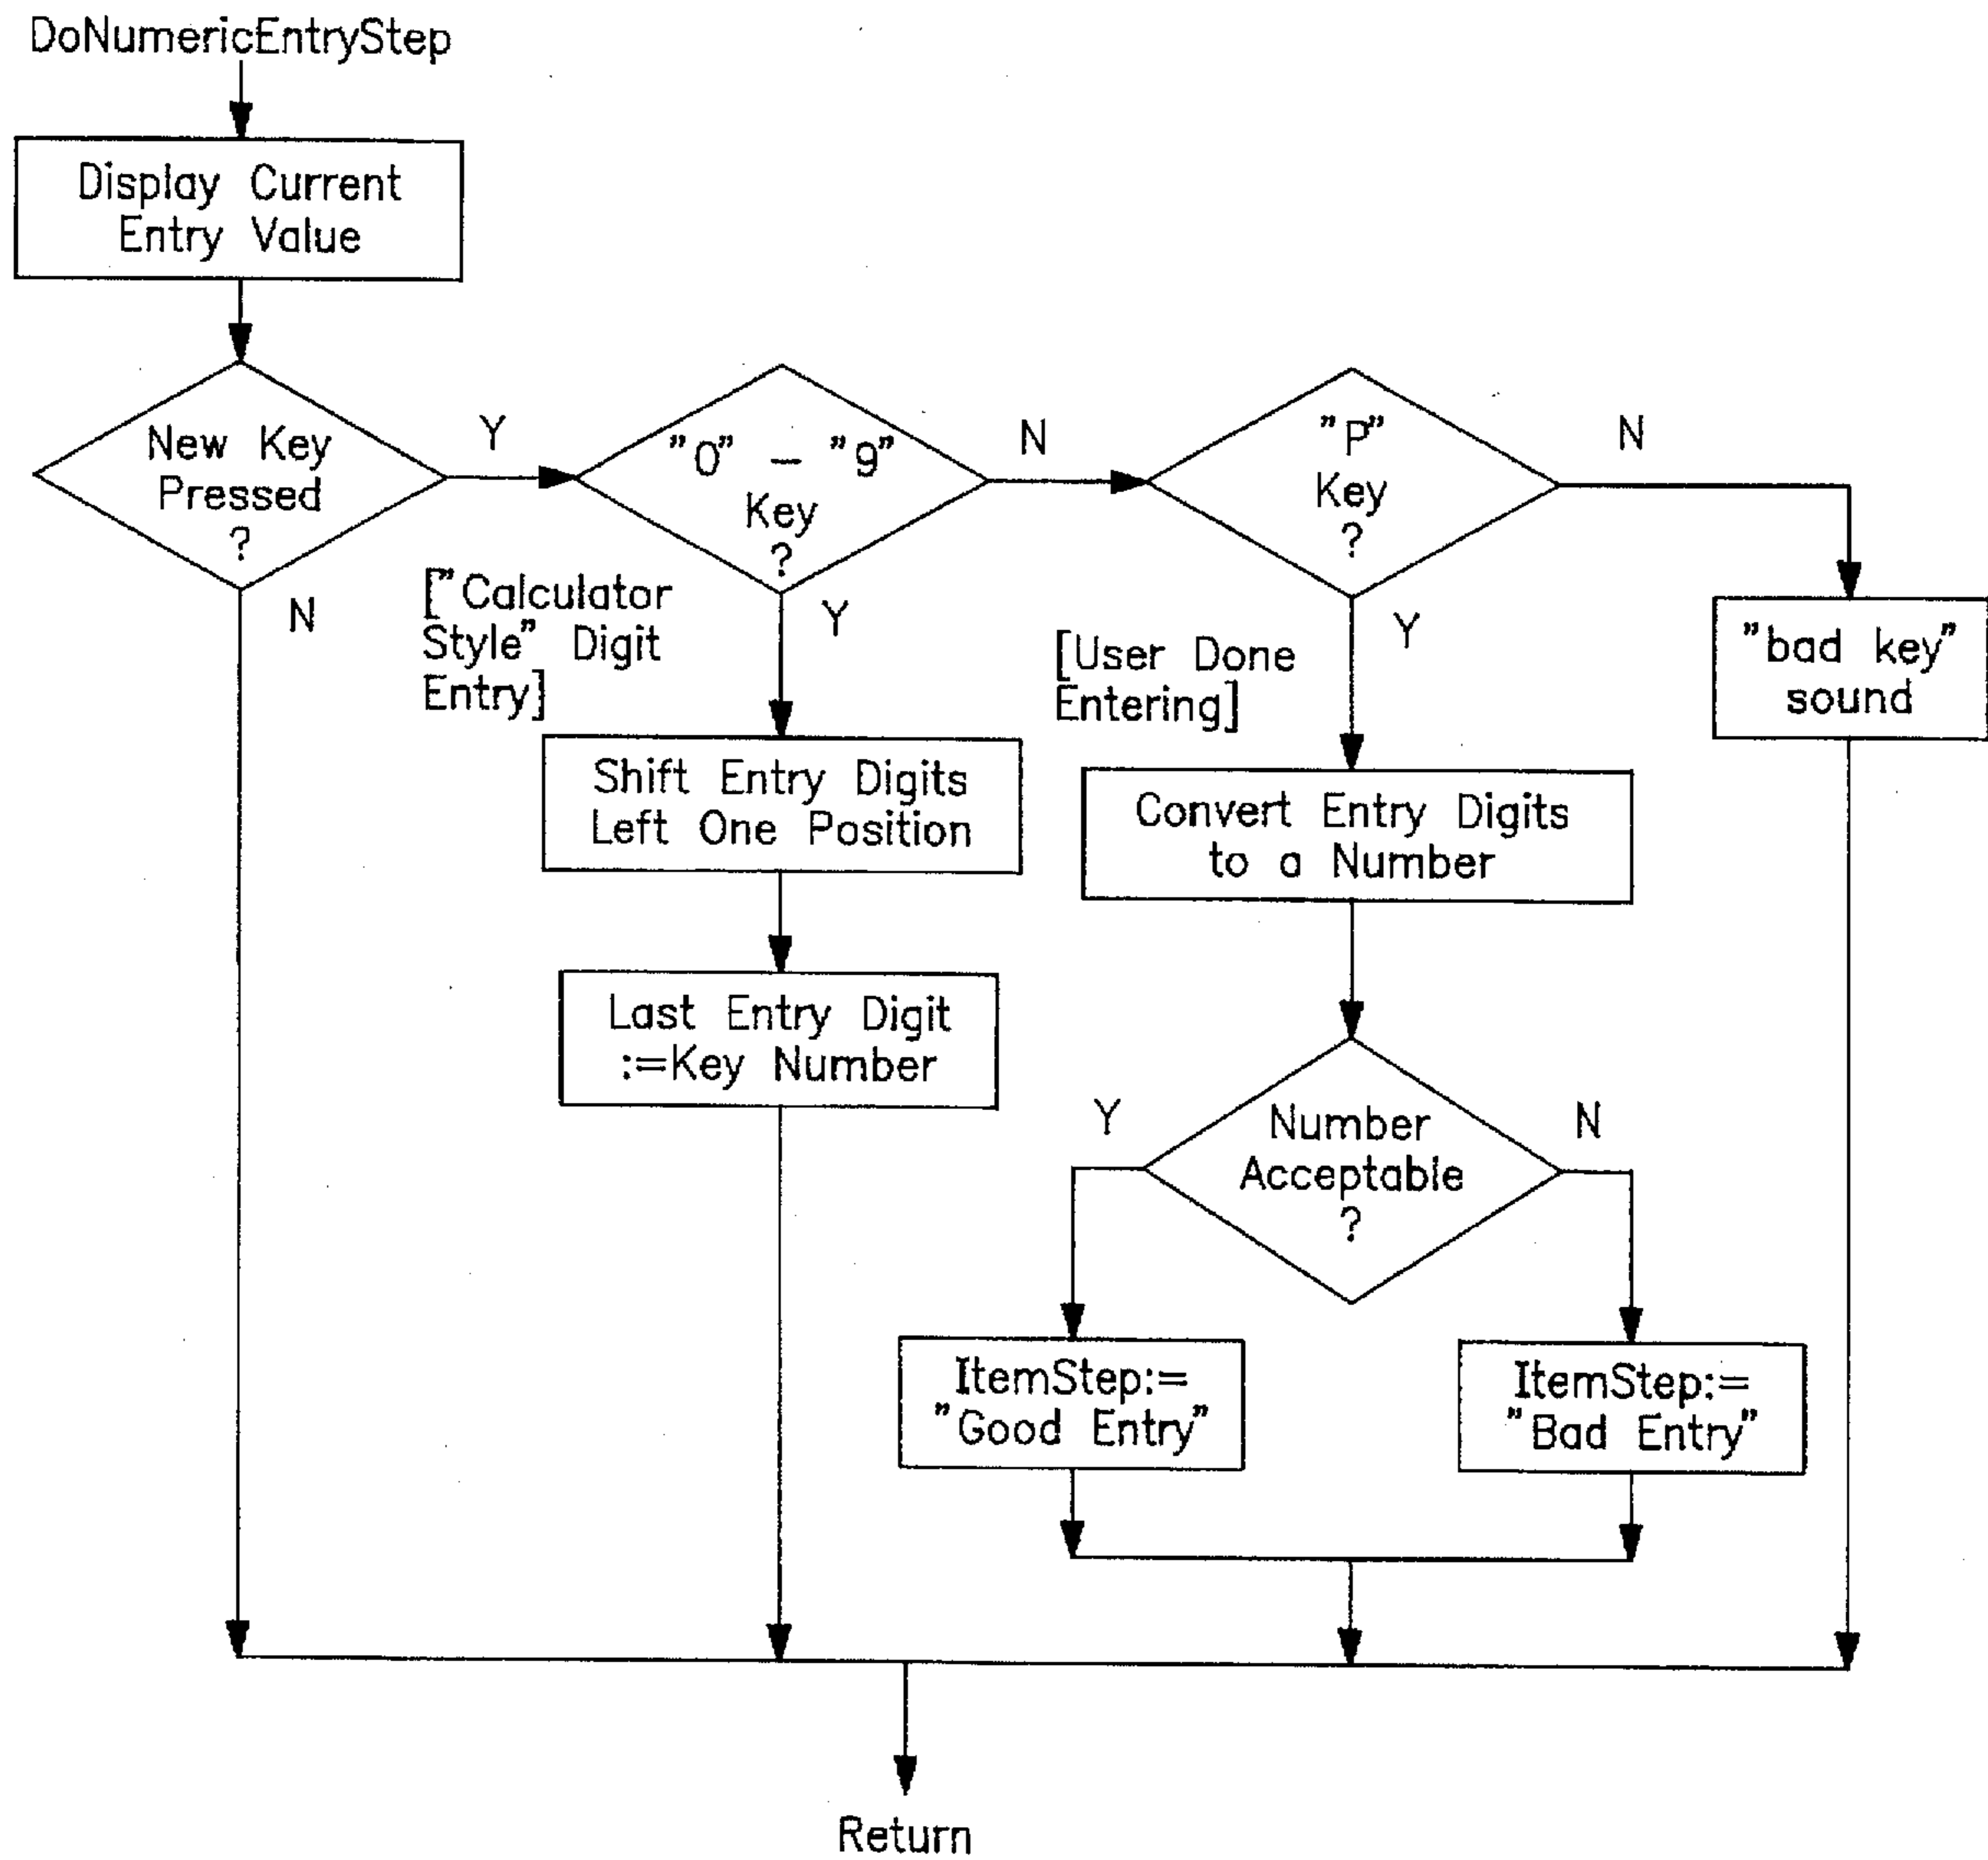 DoNumericEntryStep
Display Current
Entry Value
New Key
Pressed
?
Y
N
"0" – "9"
Key
?
N
Y
["Calculator
Style" Digit
Entry]
"P"
Key
?
N
Y
[User Done
Entering]
"bad key"
sound
Shift Entry Digits
Left One Position
Convert Entry Digits
to a Number
Last Entry Digit
:=Key Number
Number
Acceptable
?
Y
N
ItemStep:=
"Good Entry"
ItemStep:=
"Bad Entry"
Return